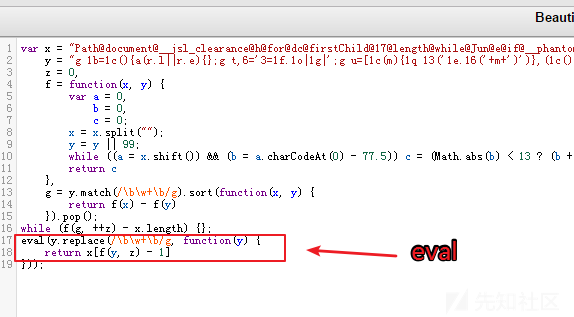 Beauti
1 var x = "Path@document@__jsl_clearance@h@for@dc@firstChild@17@length@while@Jun@e@if@__phantom
2 y = "g 1b=1c(){a(r.l||r.e){};g t,6='3=1f.1o|1g|';g u=[1c(m){1q 13('1e.16('+m+')')},(1c()
3 z = 0,
4 f = function(x, y) {
5 var a = 0,
6 b = 0,
7 c = 0;
8 x = x.split("");
9 y = y || 99;
10 while ((a = x.shift()) && (b = a.charCodeAt(0) - 77.5)) c = (Math.abs(b) < 13 ? (b +
11 return c
12 },
13 g = y.match(/\b\w+\b/g).sort(function(x, y) {
14 return f(x) - f(y)
15 }).pop();
16 while (f(g, ++z) - x.length) {};
17 eval(y.replace(/\b\w+\b/g, function(y) {
18 return x[f(y, z) - 1]
19 }));
eval
先知社区